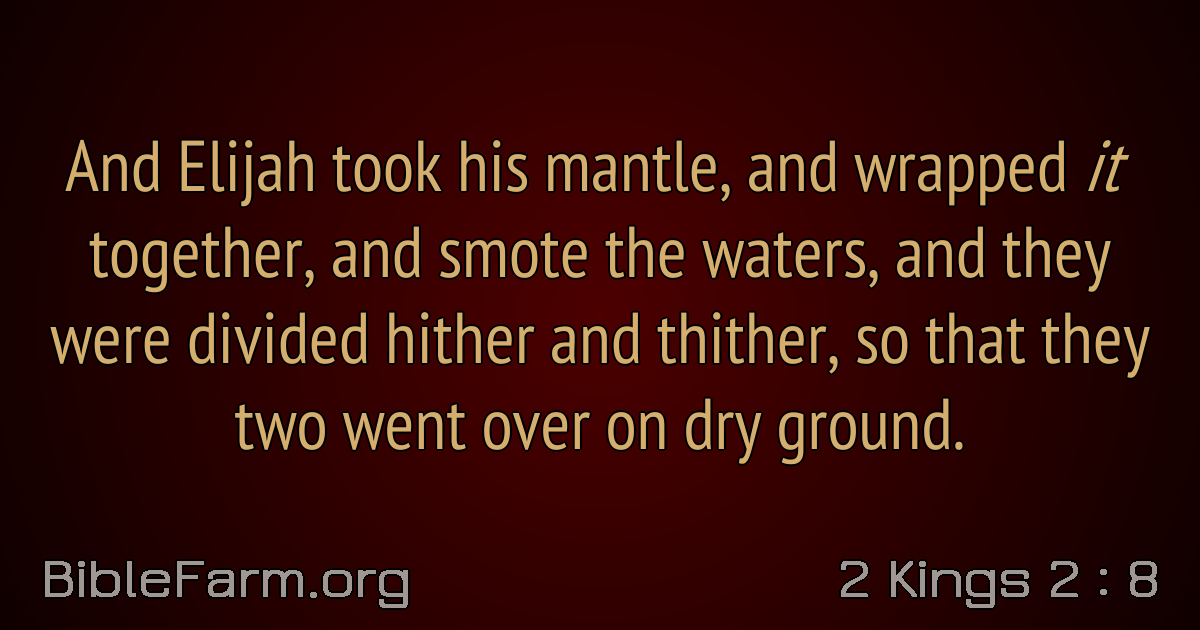 And Elijah took his mantle, and wrapped it
together, and smote the waters, and they
were divided hither and thither, so that they
two went over on dry ground.
BibleFarm.org
2 Kings 2 : 8